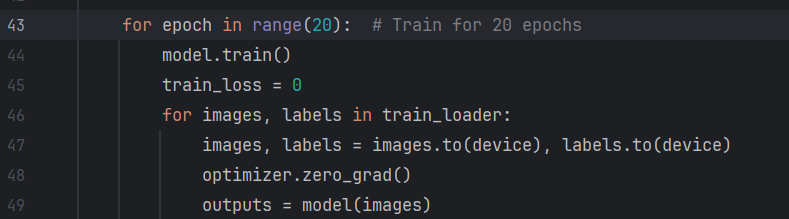 43 for epoch in range(20):  # Train for 20 epochs
44 model.train()
45 train_loss = 0
46 for images, labels in train_loader:
47 images, labels = images.to(device), labels.to(device)
48 optimizer.zero_grad()
49 outputs = model(images)